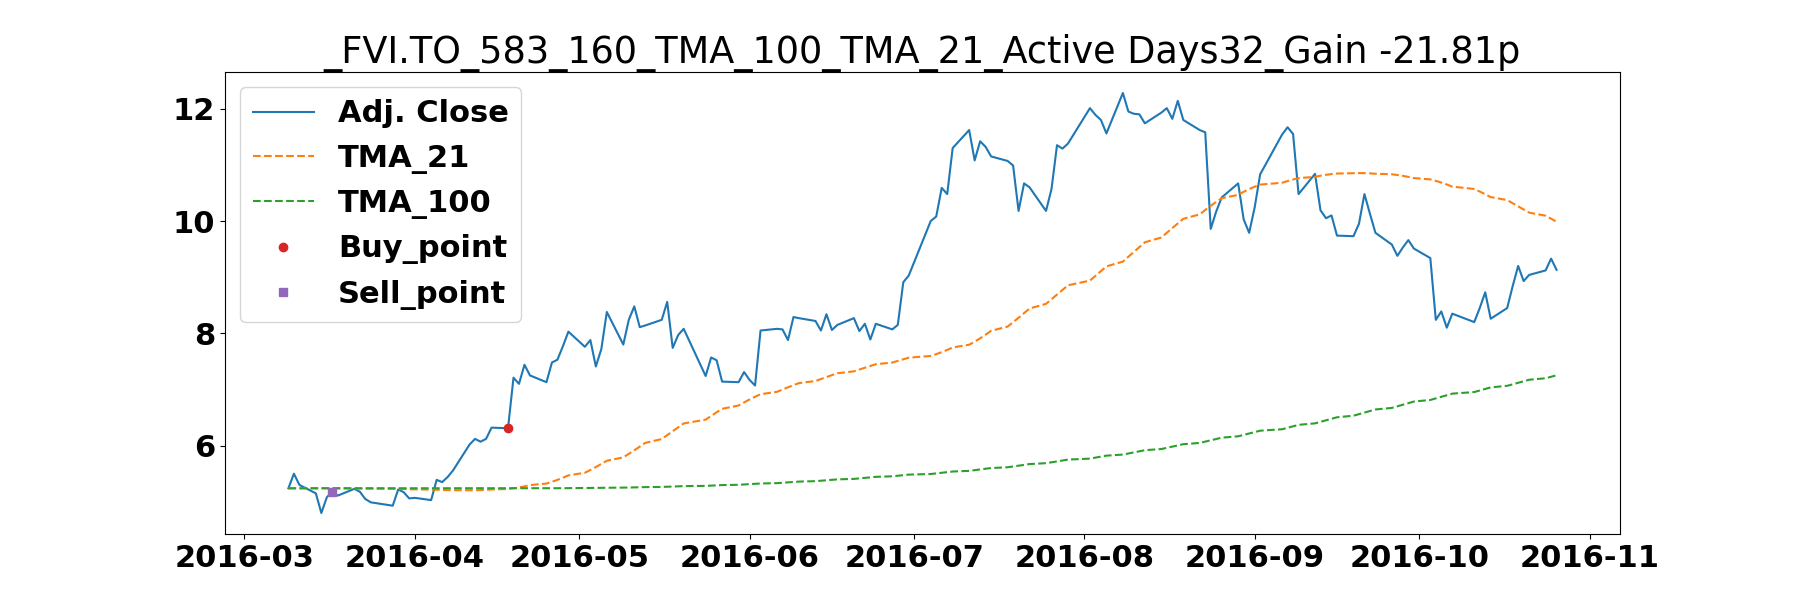 _FVI.TO_583_160_TMA_100_TMA_21_Active Days32_Gain -21.81p
Adj. Close
TMA_21
TMA_100
Buy_point
Sell_point
12
10
8
6
2016-03 2016-04 2016-05 2016-06 2016-07 2016-08 2016-09 2016-10 2016-11